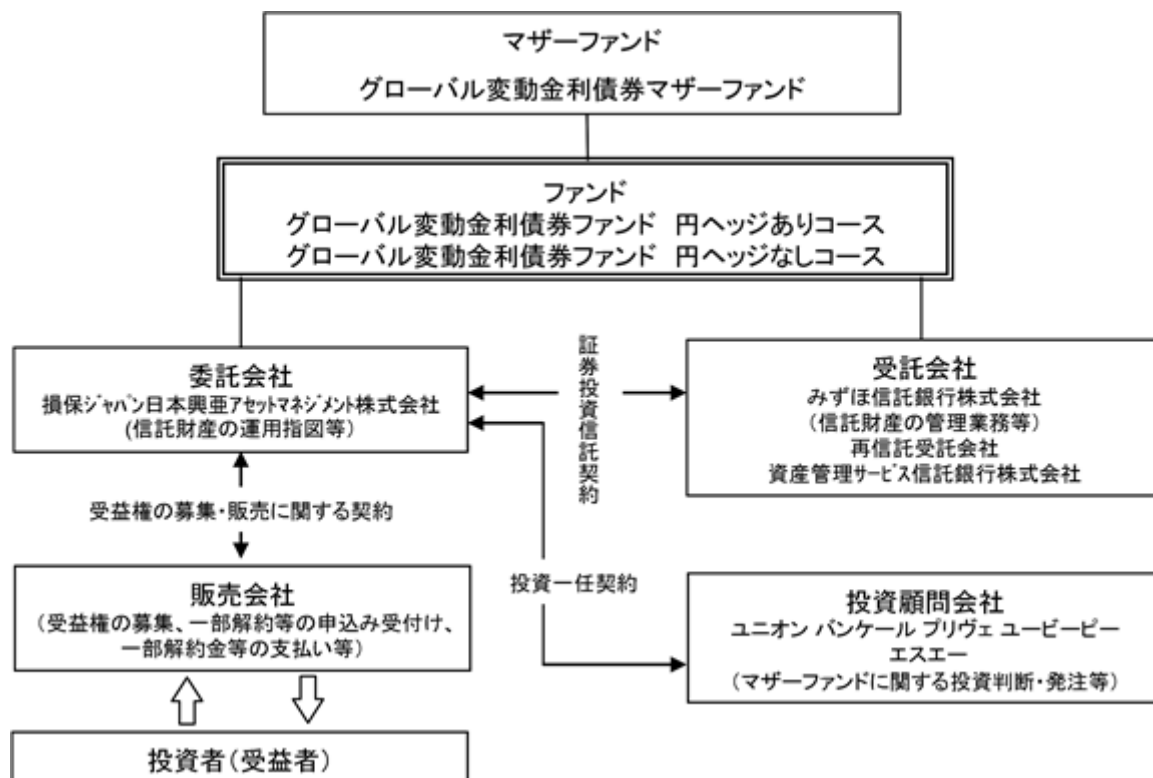 マザーファンド
グローバル変動金利債券マザーファンド
ファンド
グローバル変動金利債券ファンド　円ヘッジありコース
グローバル変動金利債券ファンド　円ヘッジなしコース
委託会社
損保ｼﾞｬﾊﾟﾝ日本興亜ｱｾｯﾄﾏﾈｼﾞﾒﾝﾄ株式会社
(信託財産の運用指図等）
証券投資信託契約
受託会社
みずほ信託銀行株式会社
（信託財産の管理業務等）
再信託受託会社
資産管理ｻｰﾋﾞｽ信託銀行株式会社
受益権の募集・販売に関する契約
販売会社
（受益権の募集、一部解約等の申込み受付け、
一部解約金等の支払い等）
投資一任契約
投資顧問会社
ユニオン バンケール プリヴェ ユービーピー
エスエー
（マザーファンドに関する投資判断・発注等）
投資者（受益者）